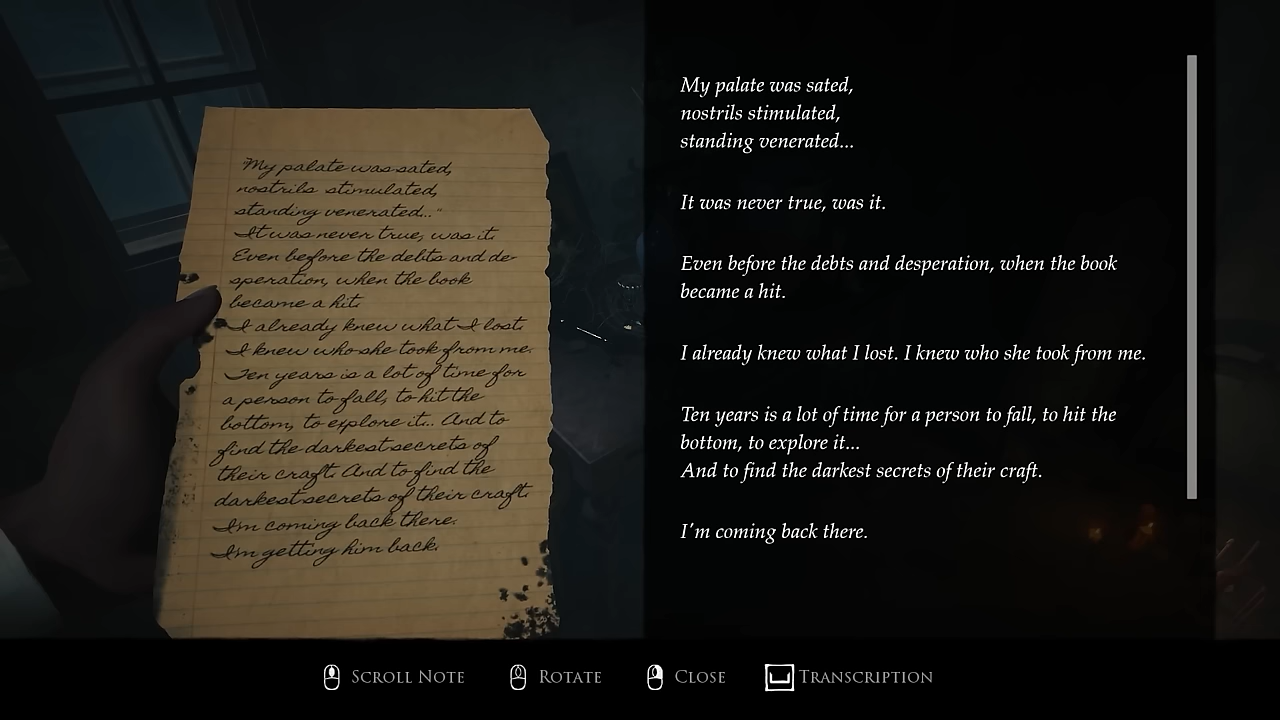 "My palate was sated,
nostrils stimulated,
standing venerated..."
It was never true, was it.
Even before the debts and de-
speration, when the book
became a hit.
I already knew what I lost.
I knew who she took from me.
Ten years is a lot of time for
a person to fall, to hit the
bottom, to explore it... And to
find the darkest secrets of
their craft. And to find the
darkest secrets of their craft.
I'm coming back there.
I'm getting him back.
My palate was sated,
nostrils stimulated,
standing venerated...
It was never true, was it.
Even before the debts and desperation, when the book
became a hit.
I already knew what I lost. I knew who she took from me.
Ten years is a lot of time for a person to fall, to hit the
bottom, to explore it...
And to find the darkest secrets of their craft.
I'm coming back there.
SCROLL NOTE ROTATE CLOSE TRANSCRIPTION